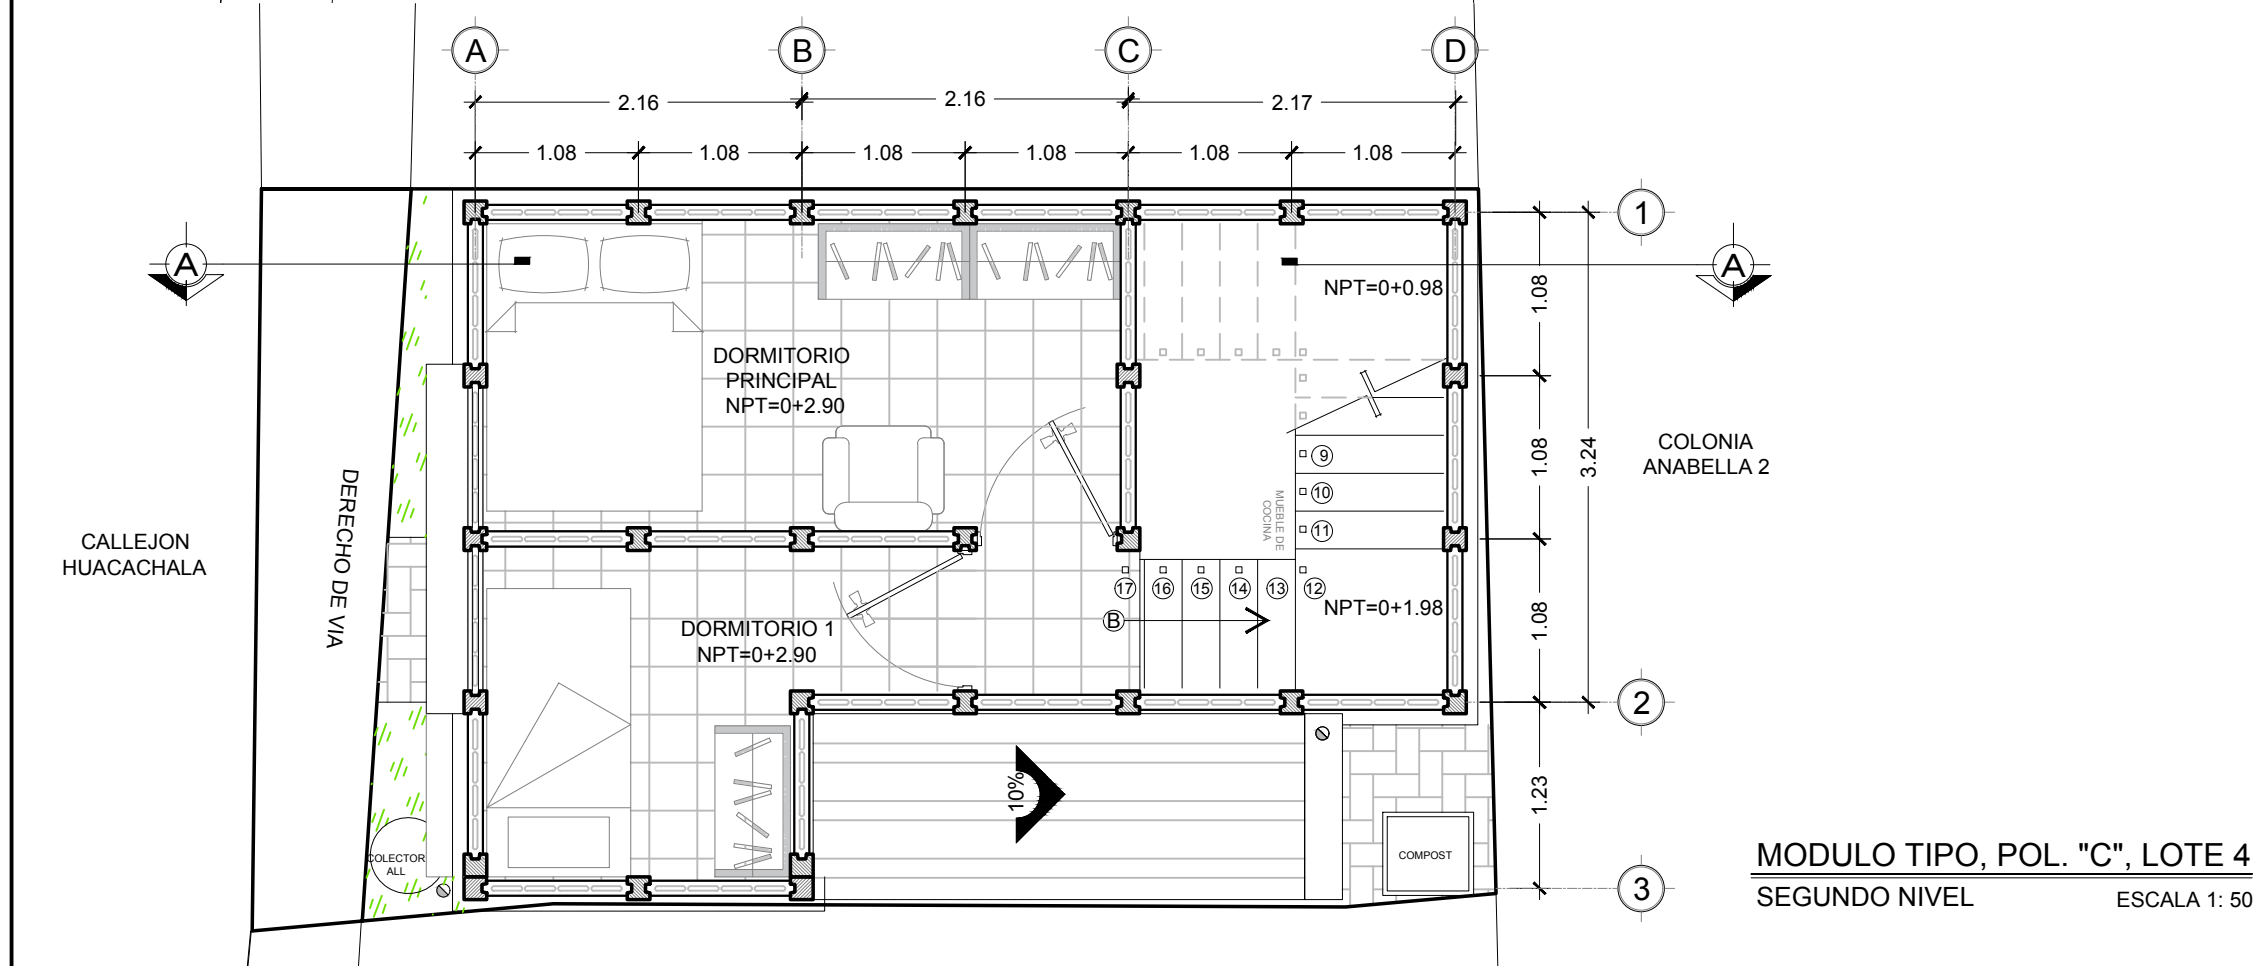 A B C D
2.16 2.16 2.17
1.08 1.08 1.08 1.08 1.08 1.08
1
A
A
NPT=0+0.98
1.08
DORMITORIO
PRINCIPAL
NPT=0+2.90
COLONIA
ANABELLA 2
1.08
3.24
9
10
11
MUEBLE DE
COCINA
DERECHO DE VIA
CALLEJON
HUACACHALA
17 16 15 14 13 12
NPT=0+1.98
B
1.08
DORMITORIO 1
NPT=0+2.90
2
10%
1.23
COLECTOR
ALL
COMPOST
3
MODULO TIPO, POL. "C", LOTE 4
SEGUNDO NIVEL ESCALA 1: 50